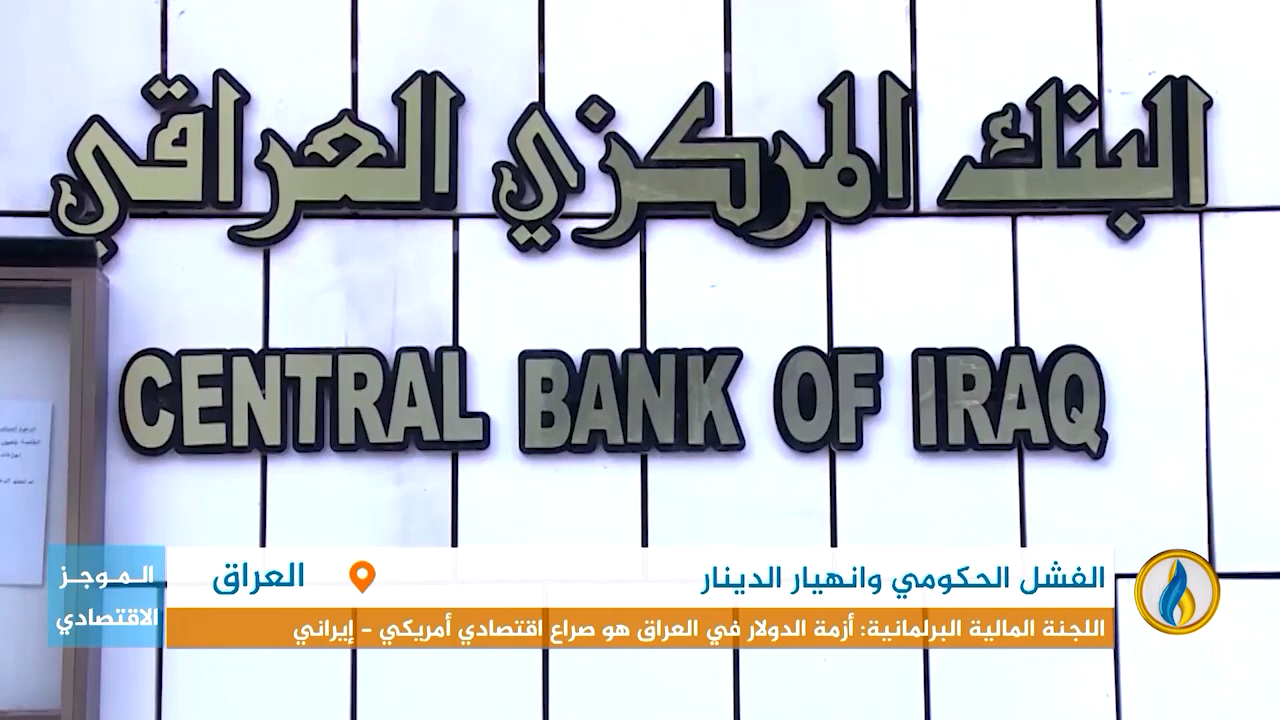 البنك المركزي العراقي
CENTRAL BANK OF IRAQ
الفشل الحكومي وانهيار الدينار
العراق
اللجنة المالية البرلمانية: أزمة الدولار في العراق هو صراع اقتصادي أمريكي - إيراني
الموجز
الاقتصادي